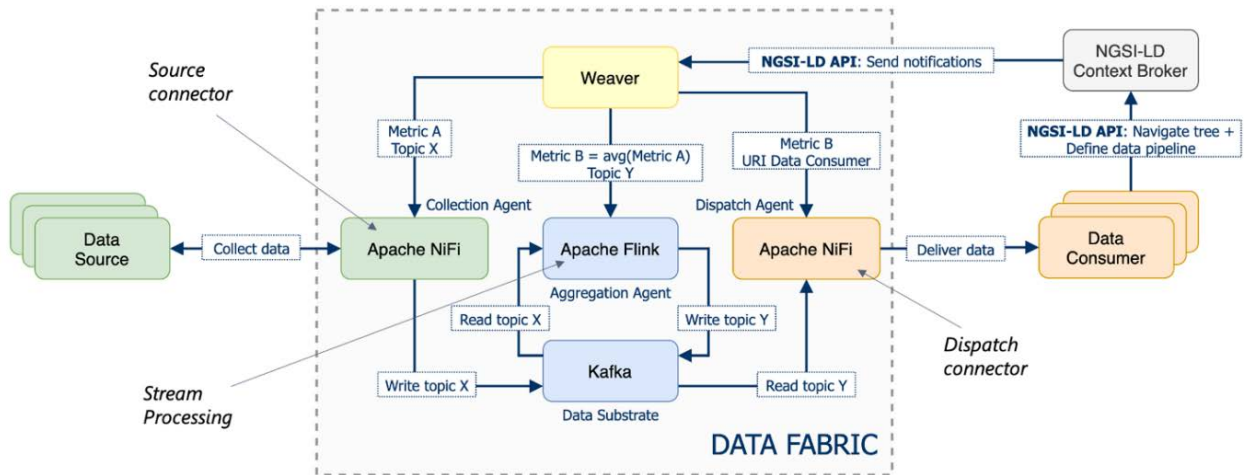 Source
connector
Weaver
NGSI-LD API: Send notifications
NGSI-LD
Context Broker
Metric A
Topic X
Metric B = avg(Metric A)
Topic Y
Metric B
URI Data Consumer
NGSI-LD API: Navigate tree +
Define data pipeline
Collection Agent
Dispatch Agent
Data
Source
Collect data
Apache NiFi
Apache Flink
Apache NiFi
Deliver data
Data
Consumer
Aggregation Agent
Read topic X
Write topic Y
Stream
Processing
Write topic X
Kafka
Read topic Y
Dispatch
connector
Data Substrate
DATA FABRIC